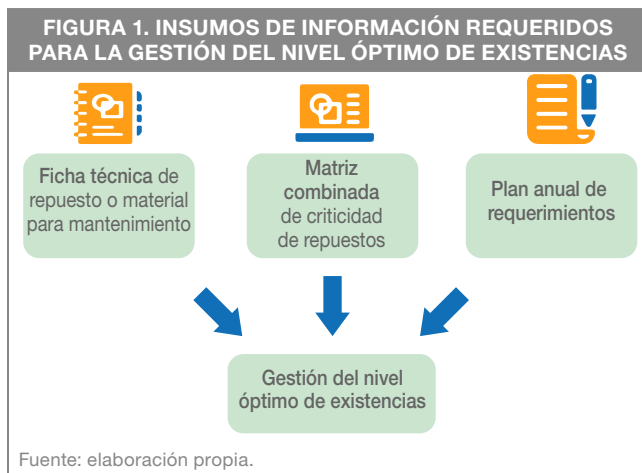 FIGURA 1. INSUMOS DE INFORMACIÓN REQUERIDOS
PARA LA GESTIÓN DEL NIVEL ÓPTIMO DE EXISTENCIAS
Ficha técnica de
repuesto o material
para mantenimiento
Matriz
combinada
de criticidad
de repuestos
Plan anual de
requerimientos
Gestión del nivel
óptimo de existencias
Fuente: elaboración propia.